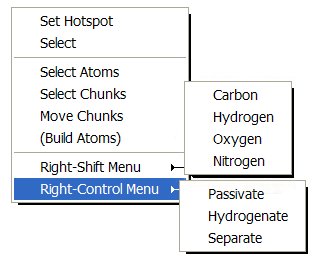 Set Hotspot
Select
Select Atoms
Select Chunks
Move Chunks
(Build Atoms)
Right-Shift Menu
Right-Control Menu
Carbon
Hydrogen
Oxygen
Nitrogen
Passivate
Hydrogenate
Separate